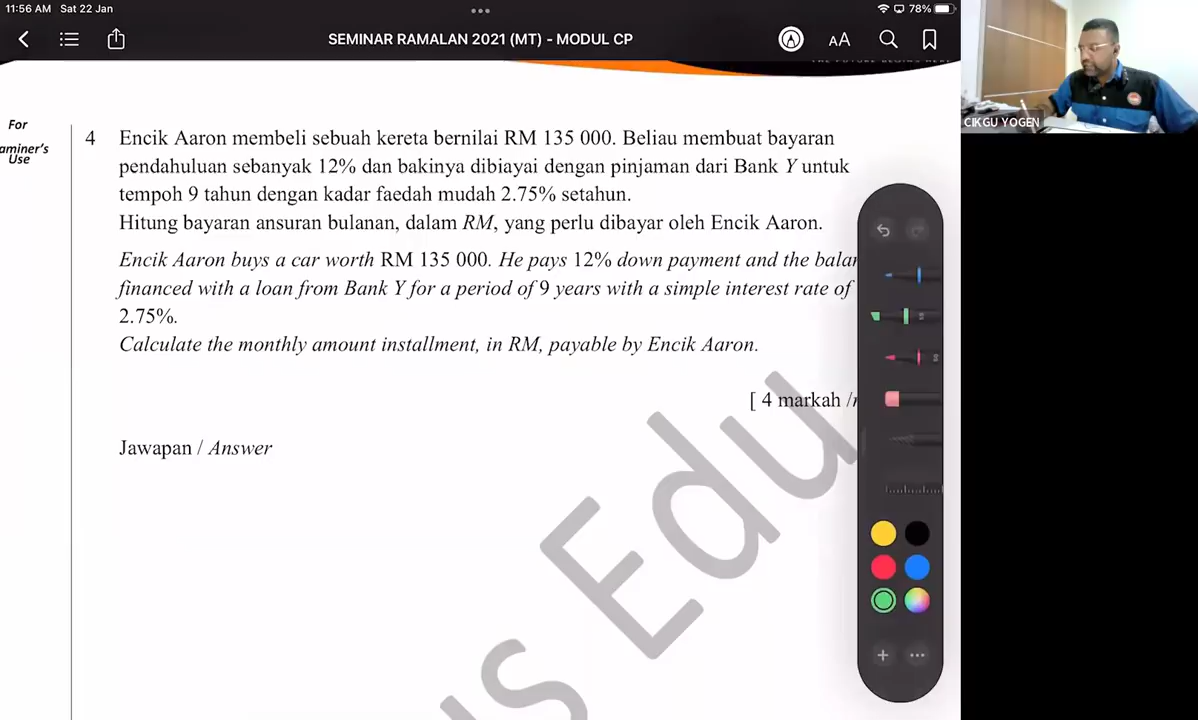 11:56 AM Sat 22 Jan
78%
SEMINAR RAMALAN 2021 (MT) - MODUL CP
AA
CIKGU YOGEN
For
aminer's
Use
4 Encik Aaron membeli sebuah kereta bernilai RM 135 000. Beliau membuat bayaran
pendahuluan sebanyak 12% dan bakinya dibiayai dengan pinjaman dari Bank Y untuk
tempoh 9 tahun dengan kadar faedah mudah 2.75% setahun.
Hitung bayaran ansuran bulanan, dalam RM, yang perlu dibayar oleh Encik Aaron.
Encik Aaron buys a car worth RM 135 000. He pays 12% down payment and the balan
financed with a loan from Bank Y for a period of 9 years with a simple interest rate of
2.75%.
Calculate the monthly amount installment, in RM, payable by Encik Aaron.
[ 4 markah /
Jawapan / Answer
us Edu